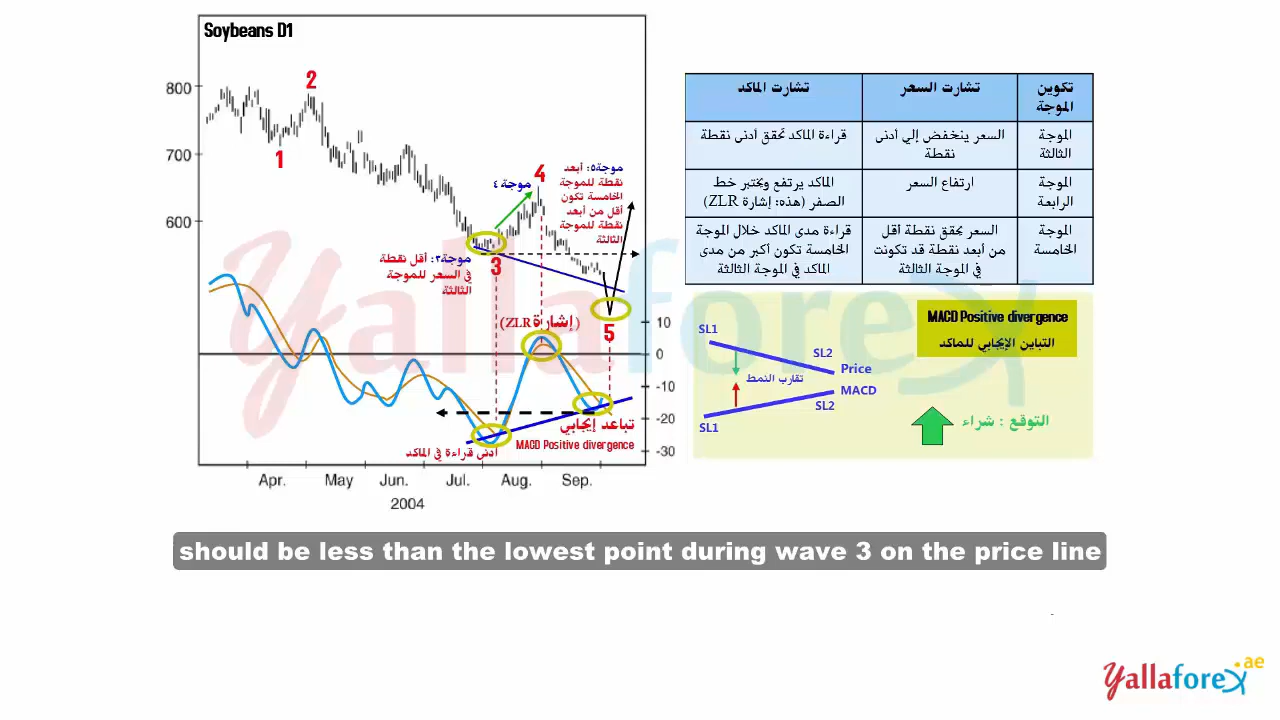 Soybeans D1
800
700
600
2
1
4
3
5
موجة ٤
موجة٥: أبعد
نقطة للموجة
الخامسة تكون
أقل من أبعد
نقطة للموجة
الثالثة
موجة٣: أقل نقطة
في السعر للموجة
الثالثة
(إشارة ZLR)
10
0
-10
-20
-30
تباعد إيجابي
MACD Positive divergence
أدنى قراءة في الماكد
Apr.
May
Jun.
Jul.
Aug.
Sep.
2004
تكوين الموجة
تشارت السعر
تشارت الماكد
الموجة الثالثة
السعر ينخفض إلي أدنى
نقطة
قراءة الماكد تحقق أدنى نقطة
الموجة الرابعة
ارتفاع السعر
الماكد يرتفع ويختبر خط
الصفر (هذه: إشارة ZLR)
الموجة الخامسة
السعر يحقق نقطة أقل
من أبعد نقطة قد تكونت
في الموجة الثالثة
قراءة مدى الماكد خلال الموجة
الخامسة تكون أكبر من مدى
الماكد في الموجة الثالثة
MACD Positive divergence
التباين الإيجابي للماكد
SL1
SL2
Price
تقارب النمط
MACD
SL2
SL1
التوقع : شراء
Yallaforex
should be less than the lowest point during wave 3 on the price line
Yallaforex.ae